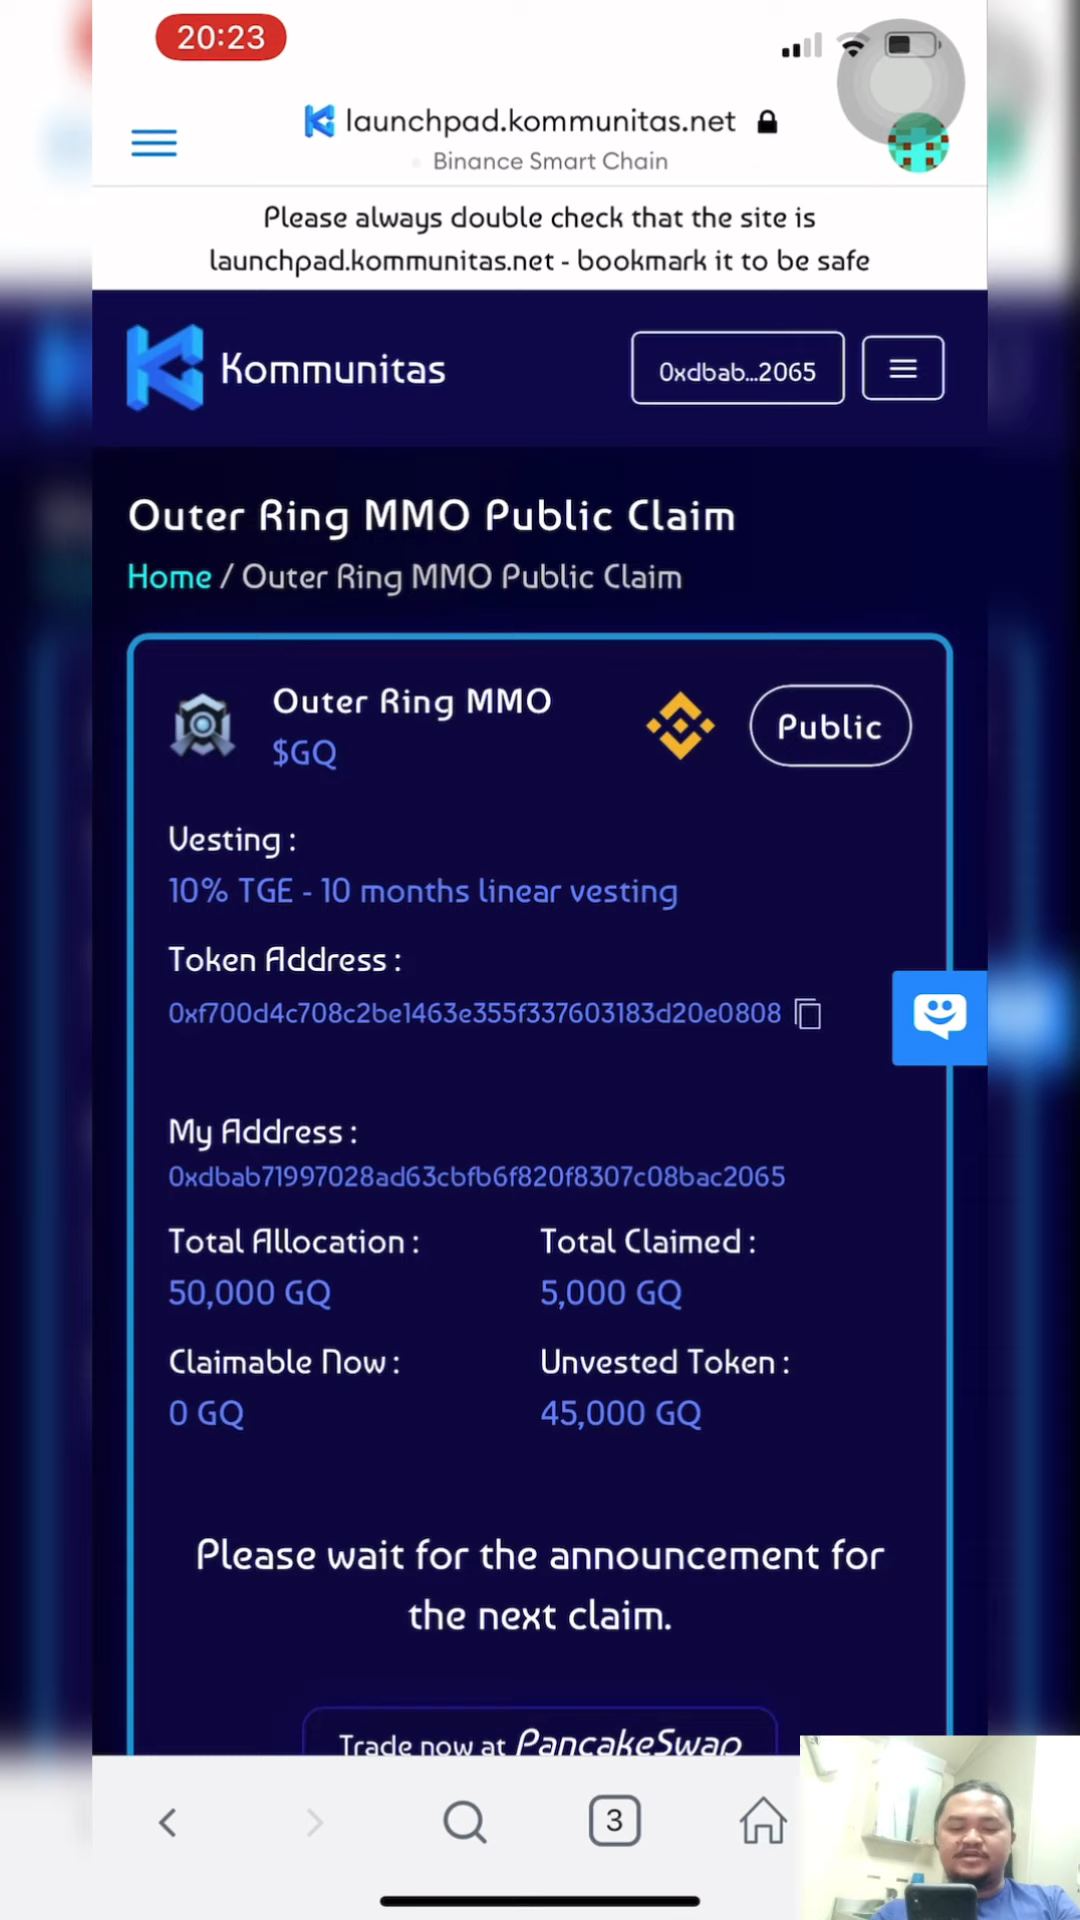 20:23
launchpad.kommunitas.net
Binance Smart Chain
Please always double check that the site is
launchpad.kommunitas.net - bookmark it to be safe
Kommunitas
0xdbab...2065
Outer Ring MMO Public Claim
Home / Outer Ring MMO Public Claim
Outer Ring MMO
$GQ
Public
Vesting :
10% TGE - 10 months linear vesting
Token Address :
0xf700d4c708c2be1463e355f337603183d20e0808
My Address :
0xdbab71997028ad63cbfb6f820f8307c08bac2065
Total Allocation :
Total Claimed :
50,000 GQ
5,000 GQ
Claimable Now :
Unvested Token :
0 GQ
45,000 GQ
Please wait for the announcement for
the next claim.
Trade now at PancakeSwap
3